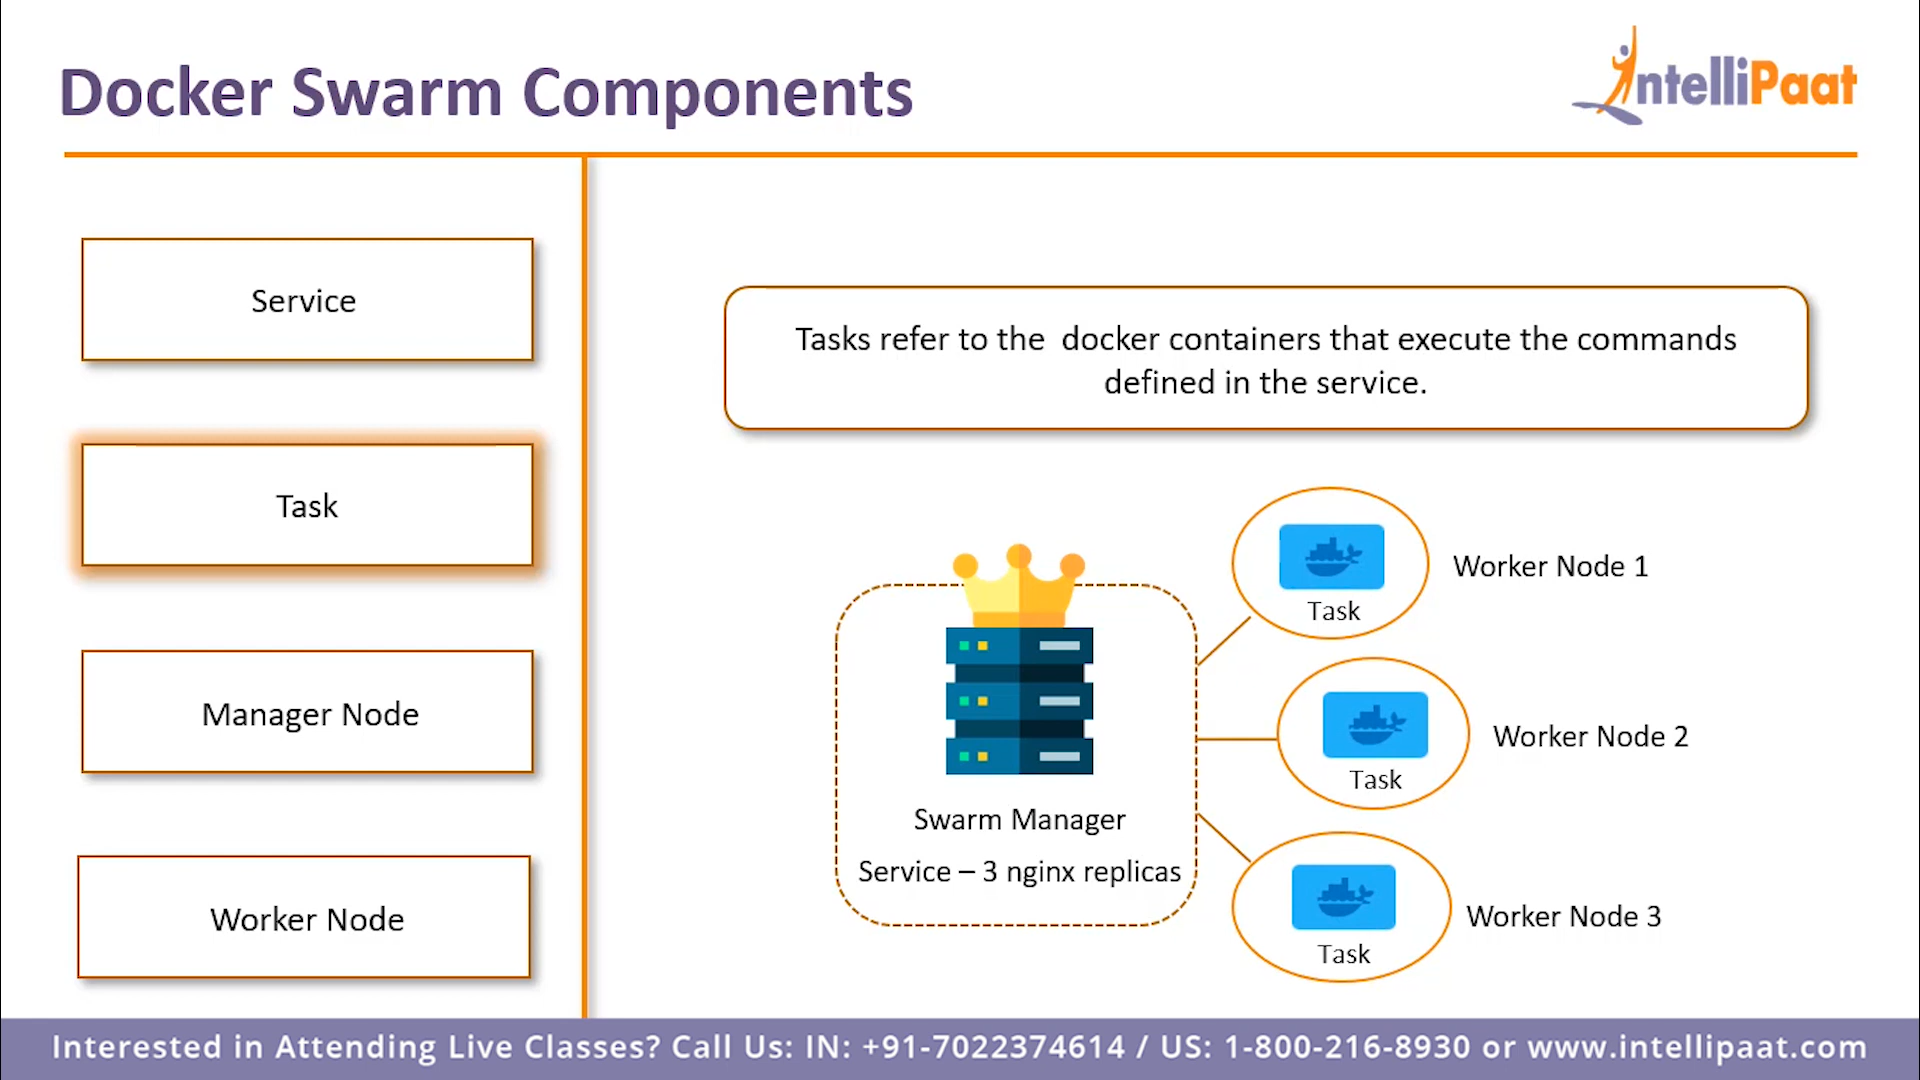 Docker Swarm Components
IntelliPaat
Service
Task
Manager Node
Worker Node
Tasks refer to the docker containers that execute the commands
defined in the service.
Swarm Manager
Service – 3 nginx replicas
Task
Worker Node 1
Task
Worker Node 2
Task
Worker Node 3
Interested in Attending Live Classes? Call Us: IN: +91-7022374614 / US: 1-800-216-8930 or www.intellipaat.com